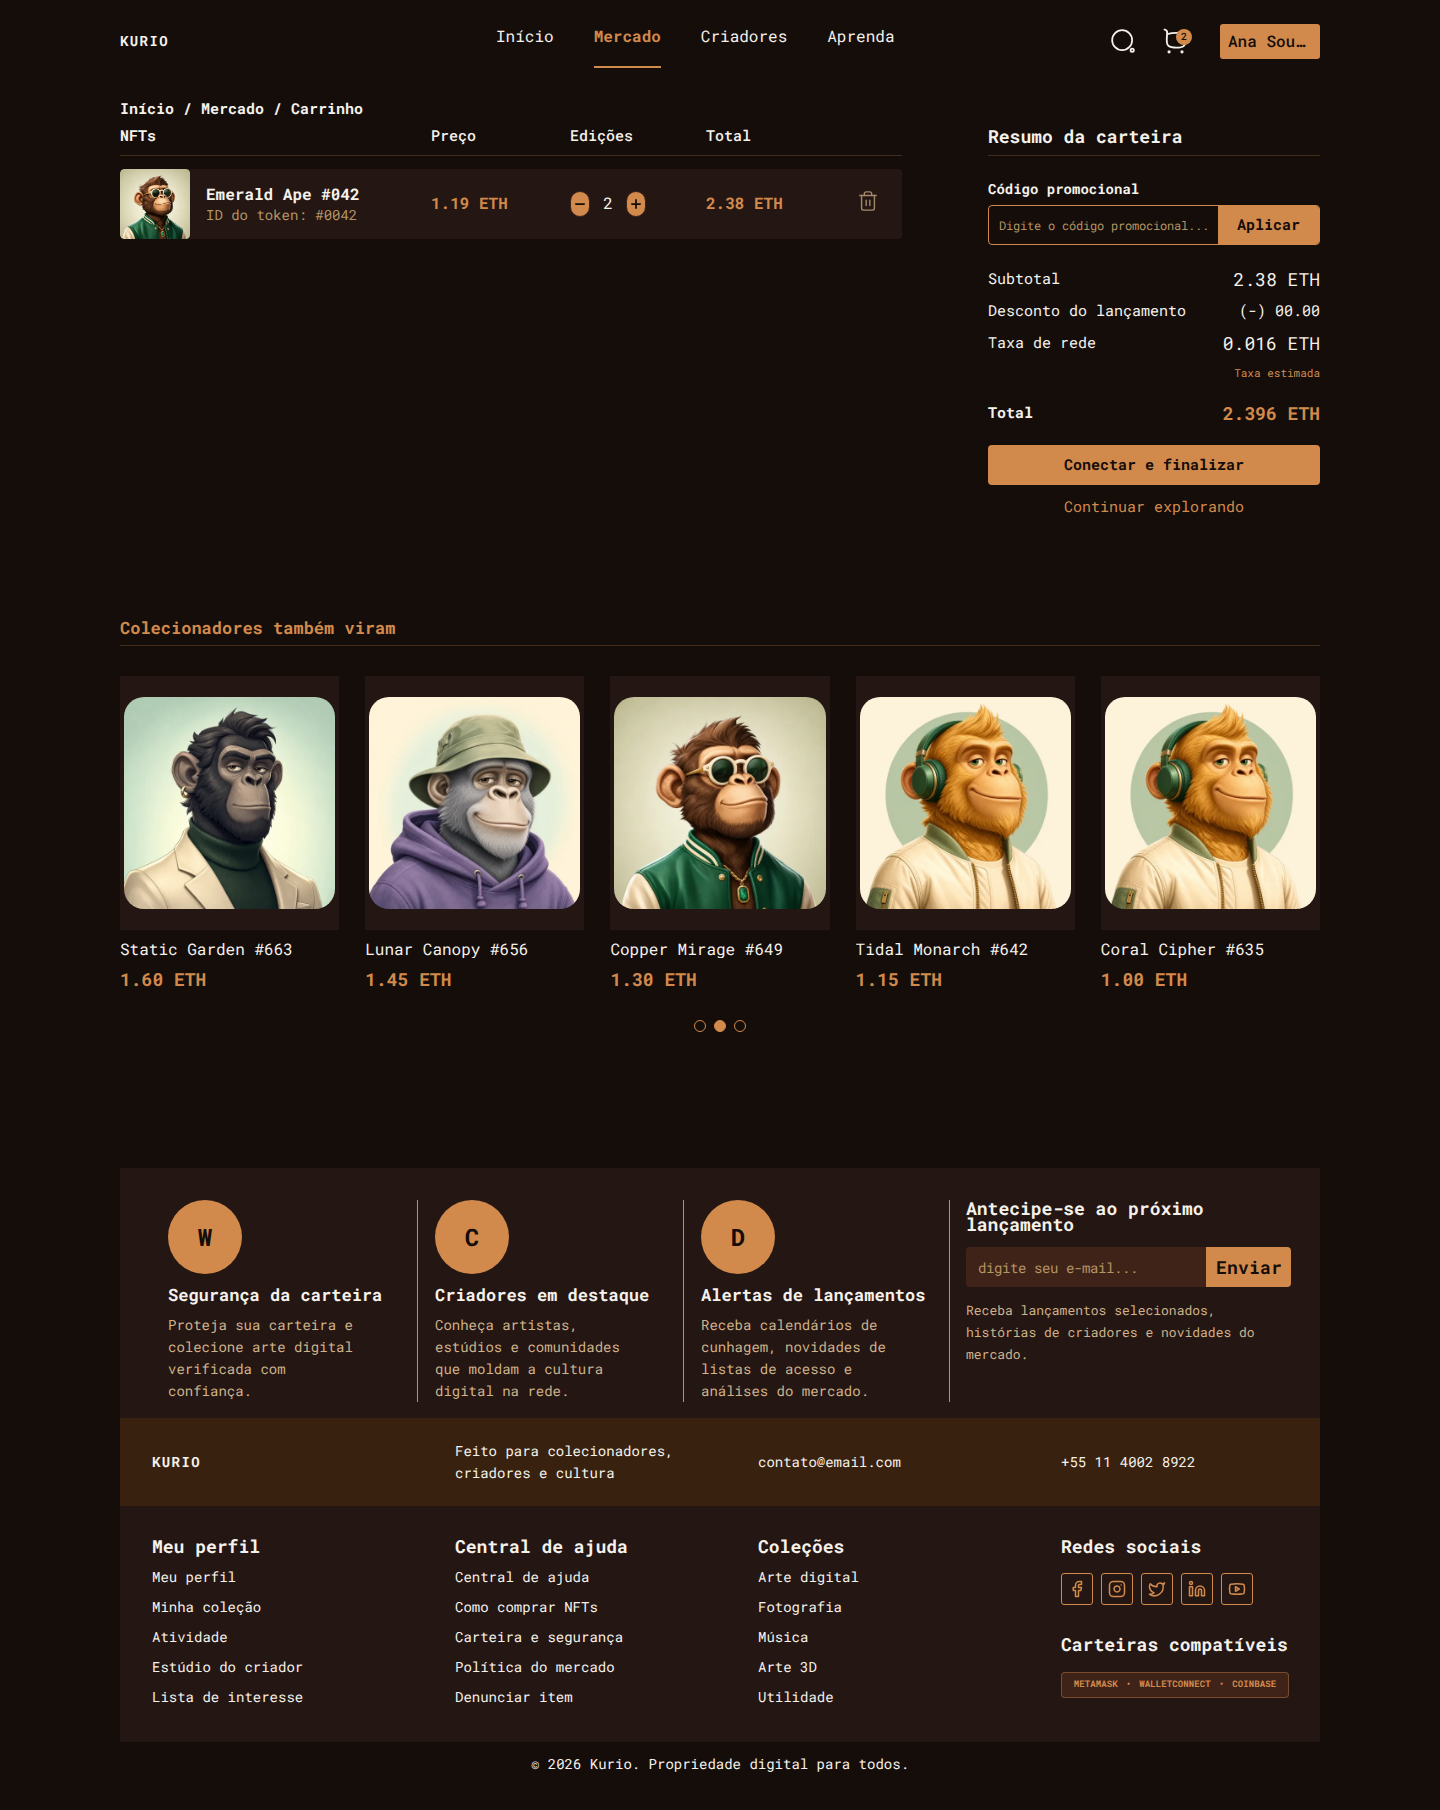 KURIO
Início
Mercado
Criadores
Aprenda
2
Ana Sou…
Início / Mercado / Carrinho
NFTs
Preço
Edições
Total
Emerald Ape #042
ID do token: #0042
1.19 ETH
2
2.38 ETH
Resumo da carteira
Código promocional
Digite o código promocional...
Aplicar
Subtotal
2.38 ETH
Desconto do lançamento
(-) 00.00
Taxa de rede
0.016 ETH
Taxa estimada
Total
2.396 ETH
Conectar e finalizar
Continuar explorando
Colecionadores também viram
Static Garden #663
1.60 ETH
Lunar Canopy #656
1.45 ETH
Copper Mirage #649
1.30 ETH
Tidal Monarch #642
1.15 ETH
Coral Cipher #635
1.00 ETH
W
Segurança da carteira
Proteja sua carteira e
colecione arte digital
verificada com
confiança.
C
Criadores em destaque
Conheça artistas,
estúdios e comunidades
que moldam a cultura
digital na rede.
D
Alertas de lançamentos
Receba calendários de
cunhagem, novidades de
listas de acesso e
análises do mercado.
Antecipe-se ao próximo
lançamento
digite seu e-mail...
Enviar
Receba lançamentos selecionados,
histórias de criadores e novidades do
mercado.
KURIO
Feito para colecionadores,
criadores e cultura
contato@email.com
+55 11 4002 8922
Meu perfil
Meu perfil
Minha coleção
Atividade
Estúdio do criador
Lista de interesse
Central de ajuda
Central de ajuda
Como comprar NFTs
Carteira e segurança
Política do mercado
Denunciar item
Coleções
Arte digital
Fotografia
Música
Arte 3D
Utilidade
Redes sociais
Carteiras compatíveis
METAMASK · WALLETCONNECT · COINBASE
© 2026 Kurio. Propriedade digital para todos.